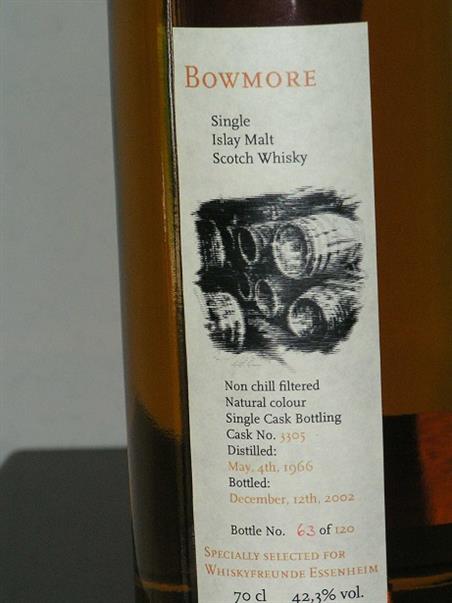 BOWMORE
Single
Islay Malt
Scotch Whisky
Non chill filtered
Natural colour
Single Cask Bottling
Cask No. 3305
Distilled:
May, 4th, 1966
Bottled:
December, 12th, 2002
Bottle No. 63 of 120
SPECIALLY SELECTED FOR
WHISKYFREUNDE ESSENHEIM
70 cl 42,3% vol.